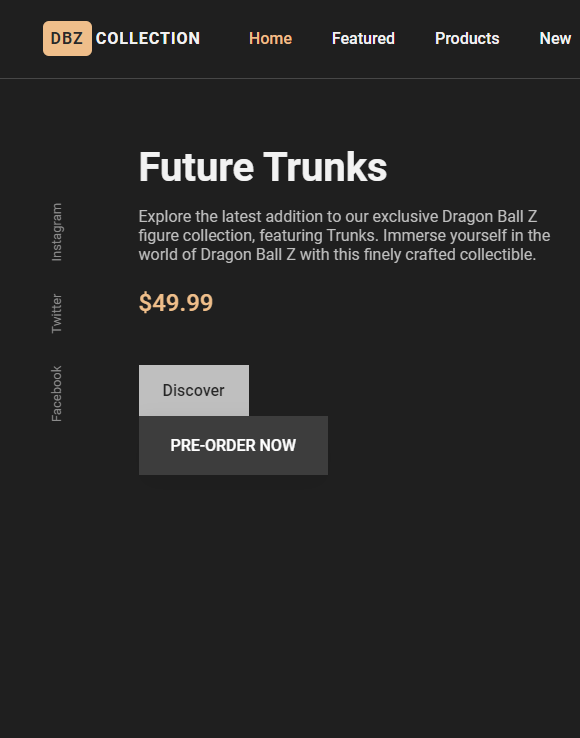 DBZ COLLECTION Home Featured Products New
Future Trunks
Explore the latest addition to our exclusive Dragon Ball Z
figure collection, featuring Trunks. Immerse yourself in the
world of Dragon Ball Z with this finely crafted collectible.
$49.99
Discover
PRE-ORDER NOW
Instagram
Twitter
Facebook